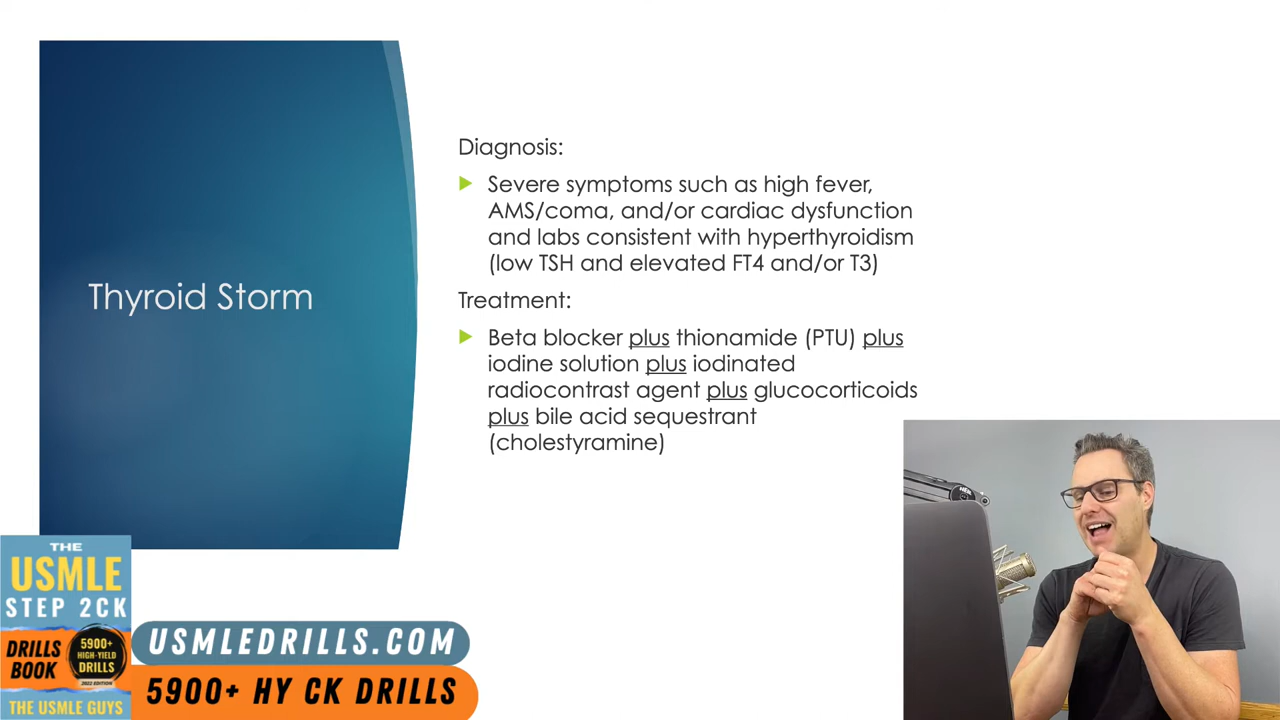 Diagnosis:
Severe symptoms such as high fever,
AMS/coma, and/or cardiac dysfunction
and labs consistent with hyperthyroidism
(low TSH and elevated FT4 and/or T3)
Thyroid Storm
Treatment:
Beta blocker plus thionamide (PTU) plus
iodine solution plus iodinated
radiocontrast agent plus glucocorticoids
plus bile acid sequestrant
(cholestyramine)
THE
USMLE
STEP 2CK
DRILLS
BOOK
5900+
HIGH-YIELD
DRILLS
2022 EDITION
THE USMLE GUYS
USMLEDRILLS.COM
5900+ HY CK DRILLS